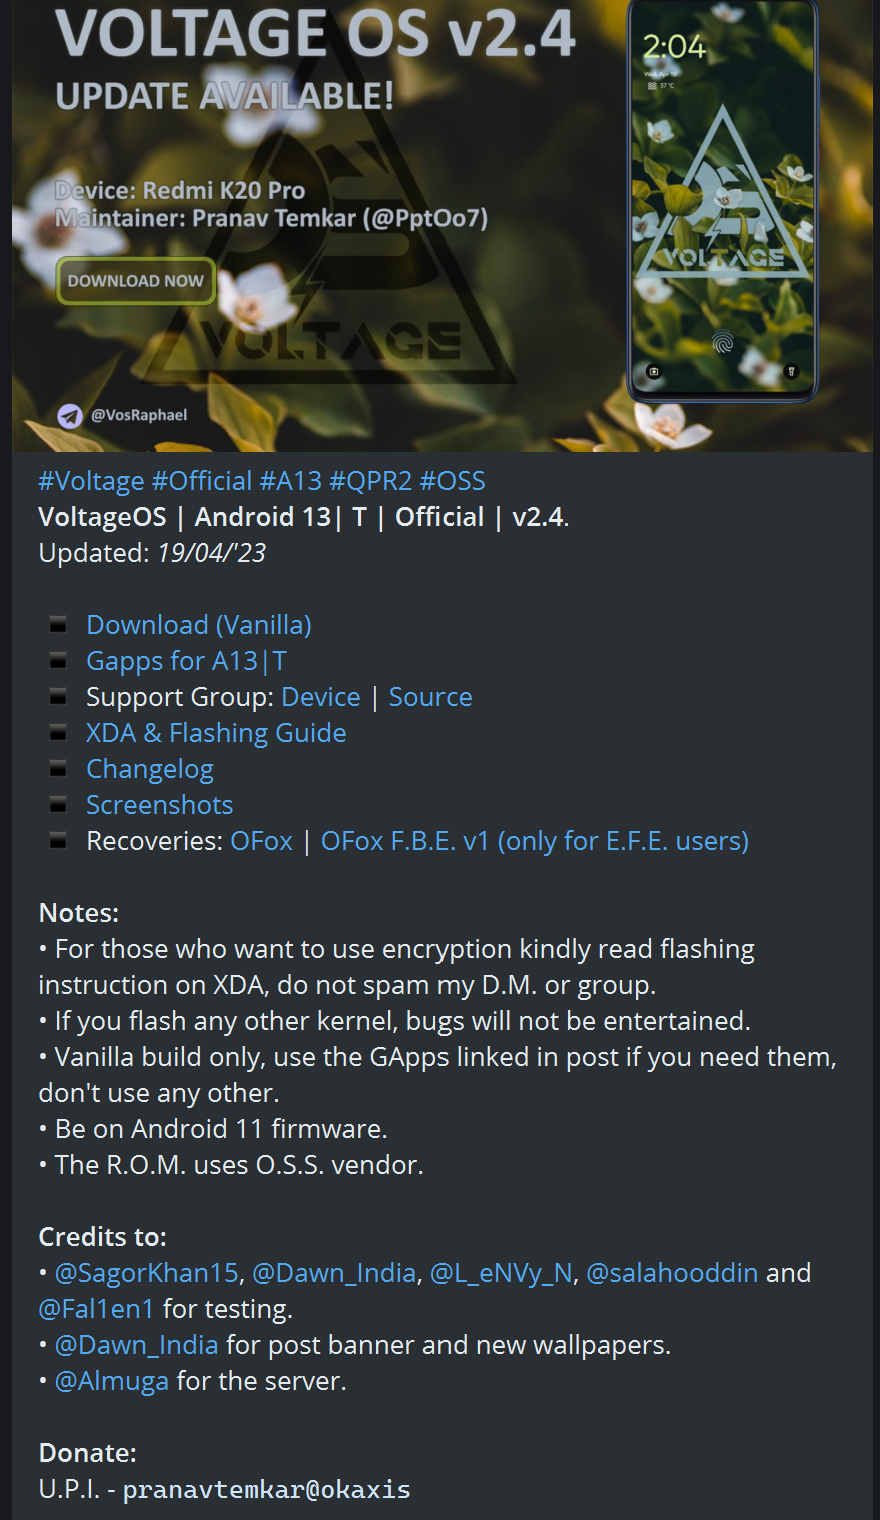 VOLTAGE OS v2.4
UPDATE AVAILABLE!
Device: Redmi K20 Pro
Maintainer: Pranav Temkar (@PptOo7)
DOWNLOAD NOW
VOLTAGE
@VosRaphael
2:04
Wed, Apr 19
37 °C
VOLTAGE
#Voltage #Official #A13 #QPR2 #OSS
VoltageOS | Android 13| T | Official | v2.4.
Updated: 19/04/'23
Download (Vanilla)
Gapps for A13|T
Support Group: Device | Source
XDA & Flashing Guide
Changelog
Screenshots
Recoveries: OFox | OFox F.B.E. v1 (only for E.F.E. users)
Notes:
• For those who want to use encryption kindly read flashing
instruction on XDA, do not spam my D.M. or group.
• If you flash any other kernel, bugs will not be entertained.
• Vanilla build only, use the GApps linked in post if you need them,
don't use any other.
• Be on Android 11 firmware.
• The R.O.M. uses O.S.S. vendor.
Credits to:
• @SagorKhan15, @Dawn_India, @L_eNVy_N, @salahooddin and
@Fal1en1 for testing.
• @Dawn_India for post banner and new wallpapers.
• @Almuga for the server.
Donate:
U.P.I. - pranavtemkar@okaxis